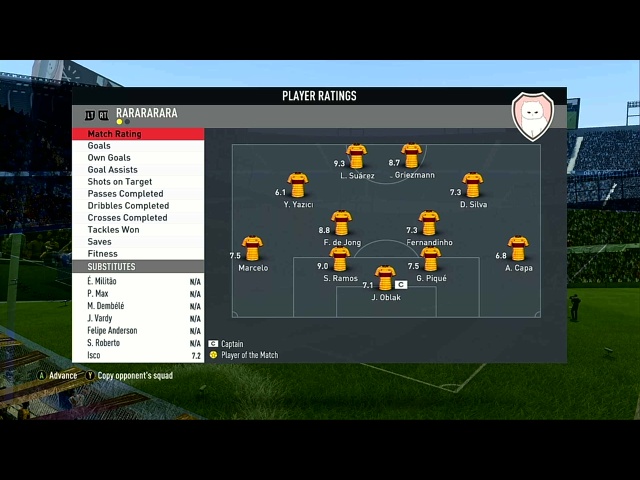 PLAYER RATINGS
LT RT RARARARARA
Match Rating
Goals
Own Goals
Goal Assists
Shots on Target
Passes Completed
Dribbles Completed
Crosses Completed
Tackles Won
Saves
Fitness
SUBSTITUTES
É. Militão N/A
P. Max N/A
M. Dembélé N/A
J. Vardy N/A
Felipe Anderson N/A
S. Roberto N/A
Isco 7.2
9.3 8.7
L. Suárez . Griezmann
6.1 7.3
Y. Yazıcı D. Silva
8.8 7.3
F. de Jong Fernandinho
7.5 6.8
Marcelo A. Capa
9.0 7.5
S. Ramos G. Piqué
7.1 C
J. Oblak
C Captain
Player of the Match
A Advance Y Copy opponent's squad